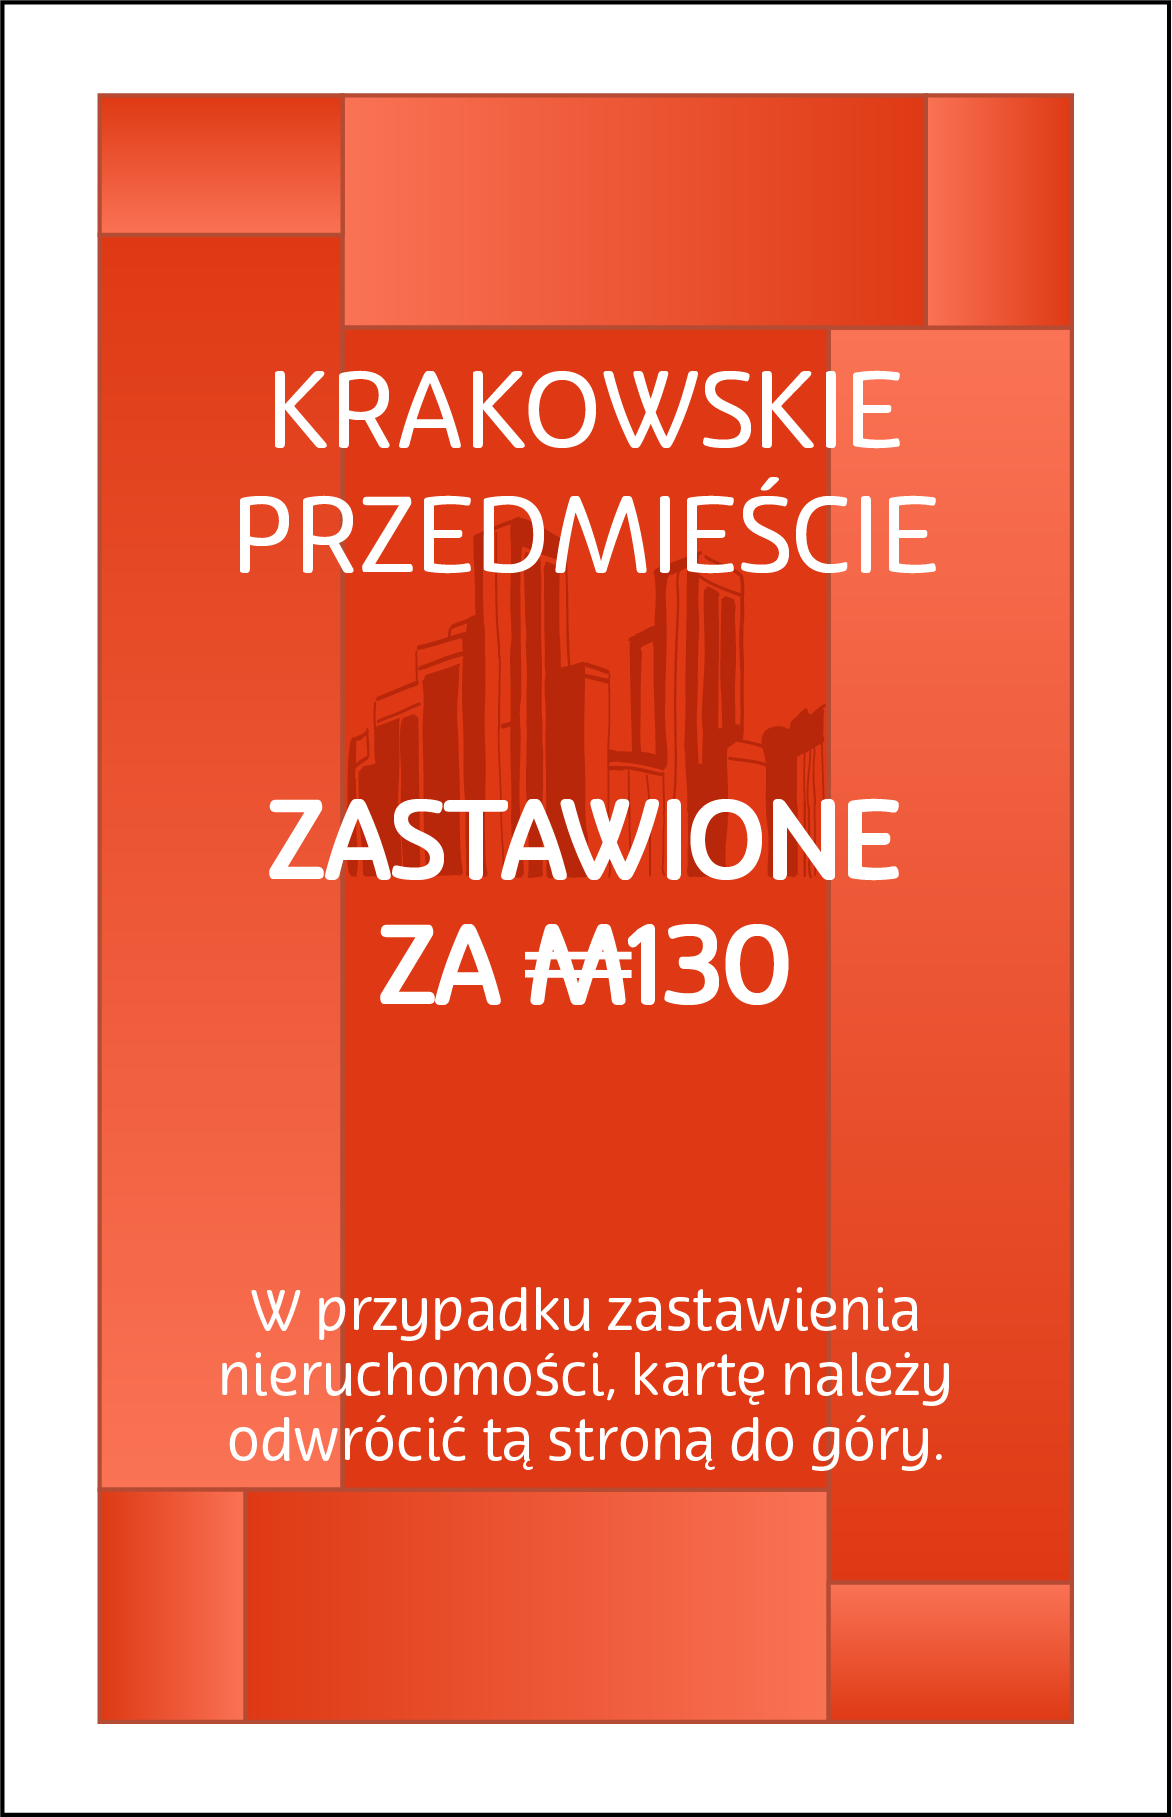 KRAKOWSKIE
PRZEDMIEŚCIE
ZASTAWIONE
ZA ₩130
W przypadku zastawienia
nieruchomości, kartę należy
odwrócić tą stroną do góry.